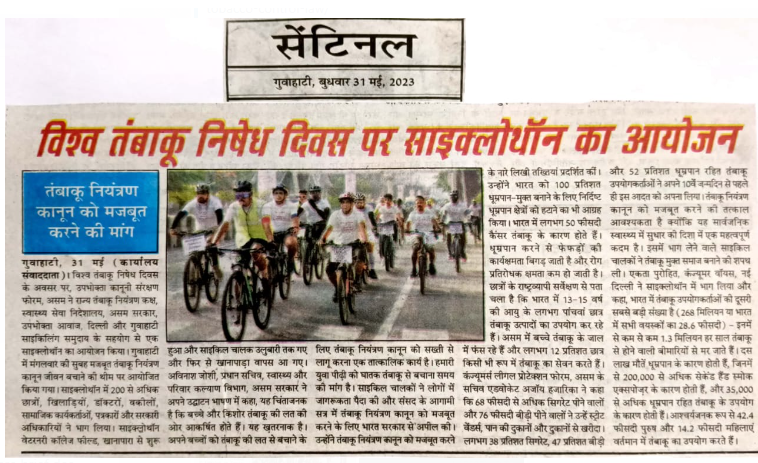 सेंटिनल
गुवाहाटी, बुधवार 31 मई, 2023
विश्व तंबाकू निषेध दिवस पर साइक्लोथॉन का आयोजन
तंबाकू नियंत्रण
कानून को मजबूत
करने की मांग
गुवाहाटी, 31 मई (कार्यालय
संवाददाता)। विश्व तंबाकू निषेध दिवस
के अवसर पर, उपभोक्ता कानूनी संरक्षण
फोरम, असम ने राज्य तंबाकू नियंत्रण कक्ष,
स्वास्थ्य सेवा निदेशालय, असम सरकार,
उपभोक्ता आवाज, दिल्ली और गुवाहाटी
साइकिलिंग समुदाय के सहयोग से एक
साइक्लोथॉन का आयोजन किया। गुवाहाटी
में मंगलवार की सुबह मजबूत तंबाकू नियंत्रण
कानून जीवन बचाने की थीम पर आयोजित
किया गया। साइक्लोथॉन में 200 से अधिक
छात्रों, खिलाड़ियों, डॉक्टरों, वकीलों,
सामाजिक कार्यकर्ताओं, पत्रकारों और सरकारी
अधिकारियों ने भाग लिया। साइक्लोथॉन
वेटरनरी कॉलेज फील्ड, खानापारा से शुरू
हुआ और साइकिल चालक उलुबारी तक गए
और फिर से खानापाड़ा वापस आ गए।
अविनाश जोशी, प्रधान सचिव, स्वास्थ्य और
परिवार कल्याण विभाग, असम सरकार ने
अपने उद्घाटन भाषण में कहा, यह चिंताजनक
है कि बच्चे और किशोर तंबाकू की लत की
ओर आकर्षित होते हैं। यह खतरनाक है।
अपने बच्चों को तंबाकू की लत से बचाने के
लिए तंबाकू नियंत्रण कानून को सख्ती से
लागू करना एक तात्कालिक कार्य है। हमारी
युवा पीढ़ी को घातक तंबाकू से बचाना समय
की मांग है। साइकिल चालकों ने लोगों में
जागरूकता पैदा की और संसद के आगामी
सत्र में तंबाकू नियंत्रण कानून को मजबूत
करने के लिए भारत सरकार से अपील की।
उन्होंने तंबाकू नियंत्रण कानून को मजबूत करने
के नारे लिखी तख्तियां प्रदर्शित कीं।
उन्होंने भारत को 100 प्रतिशत
धूम्रपान-मुक्त बनाने के लिए निर्दिष्ट
धूम्रपान क्षेत्रों को हटाने का भी आग्रह
किया। भारत में लगभग 50 फीसदी
कैंसर तंबाकू के कारण होते हैं।
धूम्रपान करने से फेफड़ों की
कार्यक्षमता बिगड़ जाती है और रोग
प्रतिरोधक क्षमता कम हो जाती है।
छात्रों के राष्ट्रव्यापी सर्वेक्षण से पता
चला है कि भारत में 13-15 वर्ष
की आयु के लगभग पांचवां छात्र
तंबाकू उत्पादों का उपयोग कर रहे
हैं। असम में बच्चे तंबाकू के जाल
में फंस रहे हैं और लगभग 12 प्रतिशत छात्र
किसी भी रूप में तंबाकू का सेवन करते हैं।
कंज्यूमर्स लीगल प्रोटेक्शन फोरम, असम के
सचिव एडवोकेट अजॉय हजारिका ने कहा
कि 68 फीसदी से अधिक सिगरेट पीने वालों
और 76 फीसदी बीड़ी पीने वालों ने उन्हें स्ट्रीट
वेंडर्स, पान की दुकानों और दुकानों से खरीदा।
लगभग 38 प्रतिशत सिगरेट, 47 प्रतिशत बीड़ी
और 52 प्रतिशत धूम्रपान रहित तंबाकू
उपयोगकर्ताओं ने अपने 10वें जन्मदिन से पहले
ही इस आदत को अपना लिया। तंबाकू नियंत्रण
कानून को मजबूत करने की तत्काल
आवश्यकता है क्योंकि यह सार्वजनिक
स्वास्थ्य में सुधार की दिशा में एक महत्वपूर्ण
कदम है। इसमें भाग लेने वाले साइकिल
चालकों ने तंबाकू मुक्त समाज बनाने की शपथ
ली। एकता पुरोहित, कंज्यूमर वॉयस, नई
दिल्ली ने साइक्लोथॉन में भाग लिया और
कहा, भारत में तंबाकू उपयोगकर्ताओं की दूसरी
सबसे बड़ी संख्या है (268 मिलियन या भारत
में सभी वयस्कों का 28.6 फीसदी) – इनमें
से कम से कम 1.3 मिलियन हर साल तंबाकू
से होने वाली बीमारियों से मर जाते हैं। दस
लाख मौतें धूम्रपान के कारण होती हैं, जिनमें
से 200,000 से अधिक सेकेंड हैंड स्मोक
एक्सपोजर के कारण होती हैं, और 35,000
से अधिक धूम्रपान रहित तंबाकू के उपयोग
के कारण होती हैं। आश्चर्यजनक रूप से 42.4
फीसदी पुरुष और 14.2 फीसदी महिलाएं
वर्तमान में तंबाकू का उपयोग करते हैं।